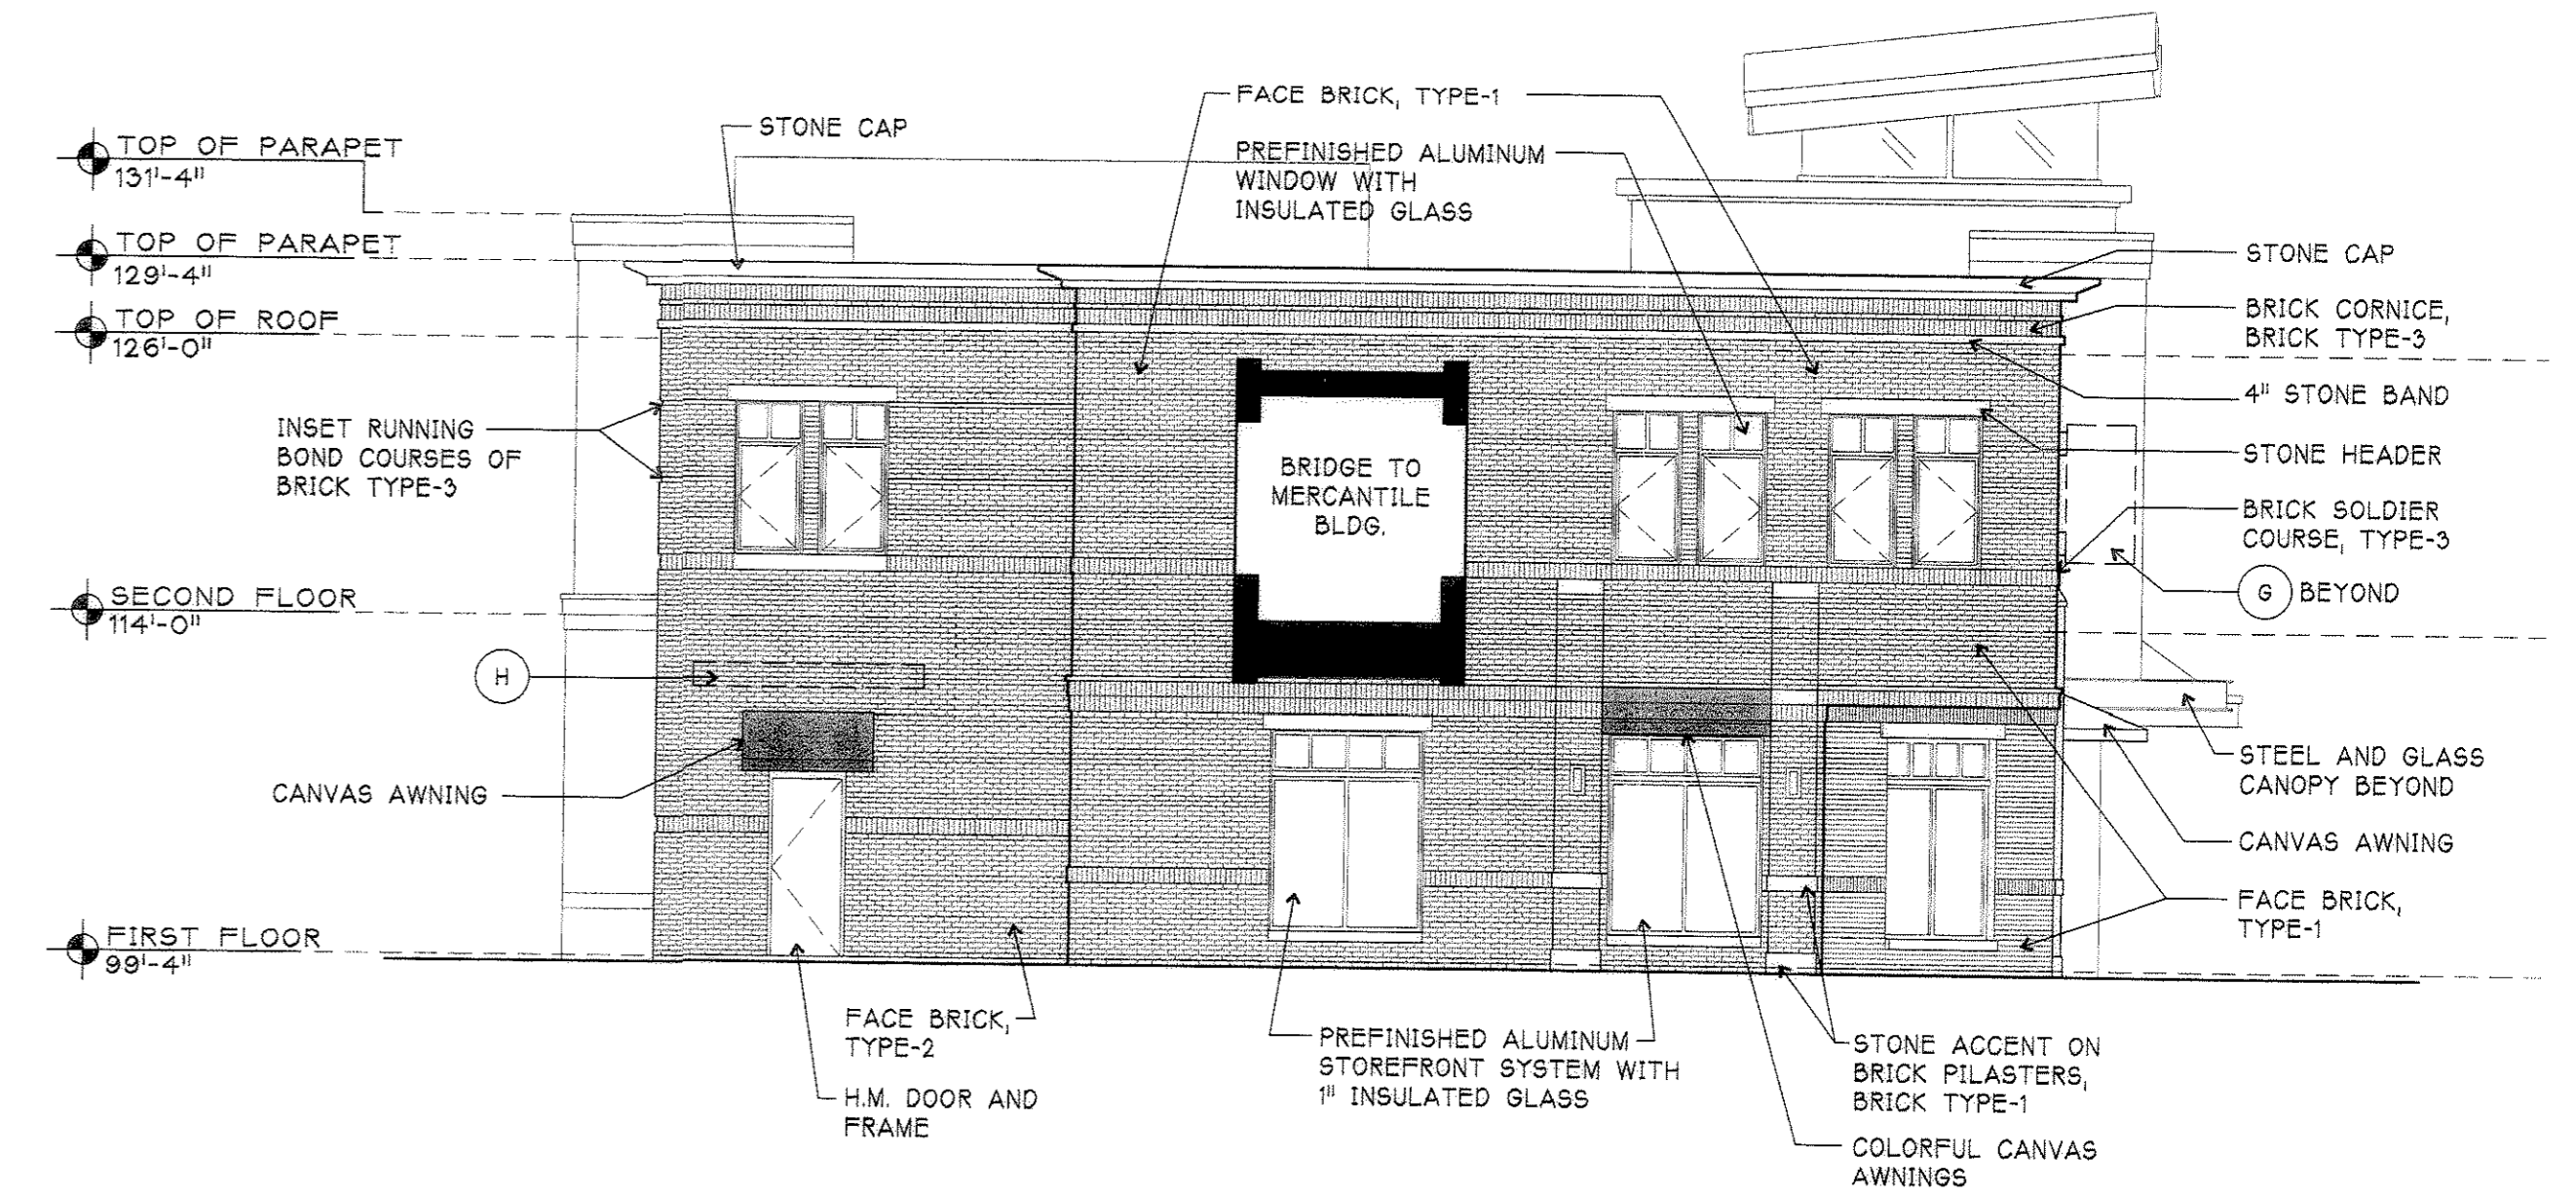 TOP OF PARAPET
131'-4"
TOP OF PARAPET
129'-4"
TOP OF ROOF
126'-0"
INSET RUNNING
BOND COURSES OF
BRICK TYPE-3
SECOND FLOOR
114'-0"
H
CANVAS AWNING
FIRST FLOOR
99'-4"
STONE CAP
FACE BRICK, TYPE-1
PREFINISHED ALUMINUM
WINDOW WITH
INSULATED GLASS
BRIDGE TO
MERCANTILE
BLDG.
STONE CAP
BRICK CORNICE,
BRICK TYPE-3
4" STONE BAND
STONE HEADER
BRICK SOLDIER
COURSE, TYPE-3
G BEYOND
STEEL AND GLASS
CANOPY BEYOND
CANVAS AWNING
FACE BRICK,
TYPE-1
FACE BRICK,
TYPE-2
H.M. DOOR AND
FRAME
PREFINISHED ALUMINUM
STOREFRONT SYSTEM WITH
1" INSULATED GLASS
STONE ACCENT ON
BRICK PILASTERS,
BRICK TYPE-1
COLORFUL CANVAS
AWNINGS